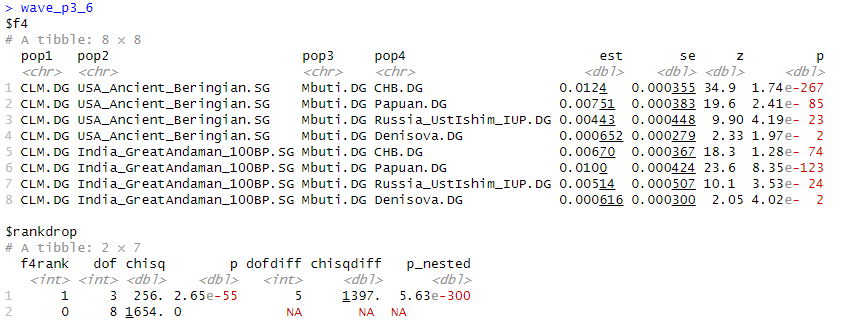 > wave_p3_6
$f4
# A tibble: 8 × 8
  pop1   pop2                      pop3     pop4                       est       se     z         p
  <chr>  <chr>                     <chr>    <chr>                    <dbl>    <dbl> <dbl>     <dbl>
1 CLM.DG USA_Ancient_Beringian.SG  Mbuti.DG CHB.DG                0.0124   0.000355 34.9  1.74e-267
2 CLM.DG USA_Ancient_Beringian.SG  Mbuti.DG Papuan.DG             0.00751  0.000383 19.6  2.41e- 85
3 CLM.DG USA_Ancient_Beringian.SG  Mbuti.DG Russia_UstIshim_IUP.DG 0.00443  0.000448  9.90 4.19e- 23
4 CLM.DG USA_Ancient_Beringian.SG  Mbuti.DG Denisova.DG           0.000652 0.000279  2.33 1.97e-  2
5 CLM.DG India_GreatAndaman_100BP.SG Mbuti.DG CHB.DG              0.00670  0.000367 18.3  1.28e- 74
6 CLM.DG India_GreatAndaman_100BP.SG Mbuti.DG Papuan.DG           0.0100   0.000424 23.6  8.35e-123
7 CLM.DG India_GreatAndaman_100BP.SG Mbuti.DG Russia_UstIshim_IUP.DG 0.00514  0.000507 10.1  3.53e- 24
8 CLM.DG India_GreatAndaman_100BP.SG Mbuti.DG Denisova.DG         0.000616 0.000300  2.05 4.02e-  2
$rankdrop
# A tibble: 2 × 7
  f4rank   dof chisq        p dofdiff chisqdiff   p_nested
   <int> <int> <dbl>    <dbl>   <int>     <dbl>      <dbl>
1      1     3  256. 2.65e-55       5     1397.  5.63e-300
2      0     8 1654. 0             NA       NA  NA